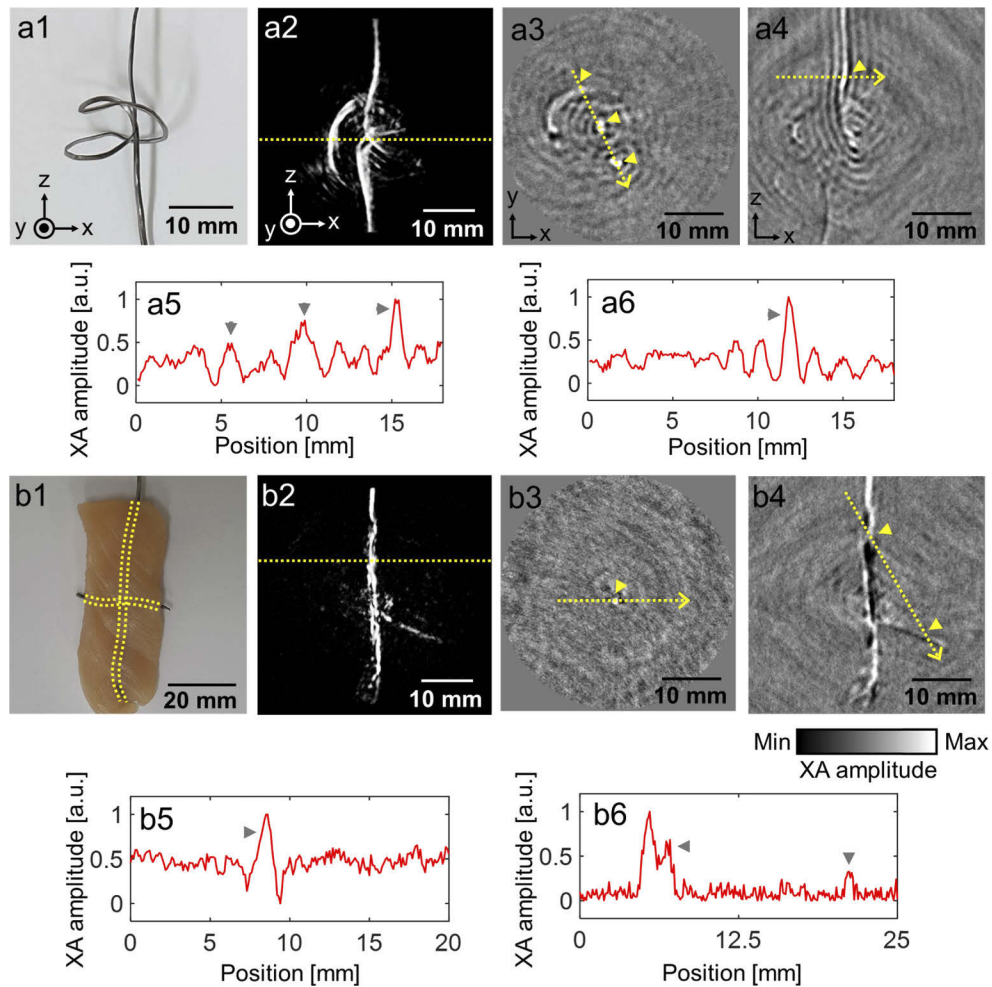 a1
z
y
x
10 mm
a2
z
y
x
10 mm
a3
y
x
10 mm
a4
z
x
10 mm
XA amplitude [a.u.]
a5
1
0.5
0
0
5
10
15
Position [mm]
XA amplitude [a.u.]
a6
1
0.5
0
0
5
10
15
Position [mm]
b1
20 mm
b2
10 mm
b3
10 mm
b4
10 mm
Min Max
XA amplitude
XA amplitude [a.u.]
b5
1
0.5
0
0
5
10
15
20
Position [mm]
XA amplitude [a.u.]
b6
1
0.5
0
0
12.5
25
Position [mm]